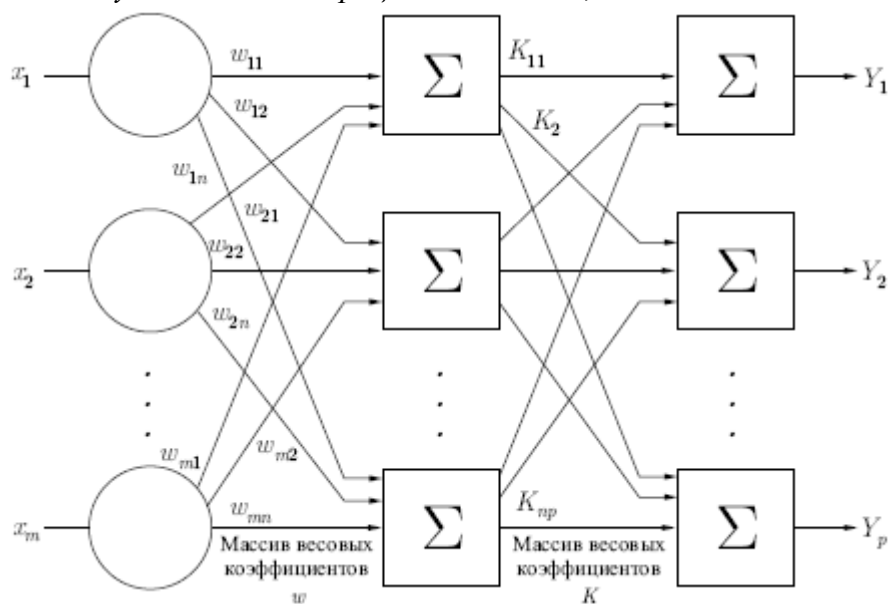 x₁
w₁₁
Σ
K₁₁
Σ
Y₁
w₁₂
K₂
w₁ₙ
w₂₁
x₂
w₂₂
Σ
Σ
Y₂
w₂ₙ
wₘ₁
wₘ₂
xₘ
wₘₙ
Σ
Kₙₚ
Σ
Yₚ
Массив весовых
коэффициентов
w
Массив весовых
коэффициентов
K